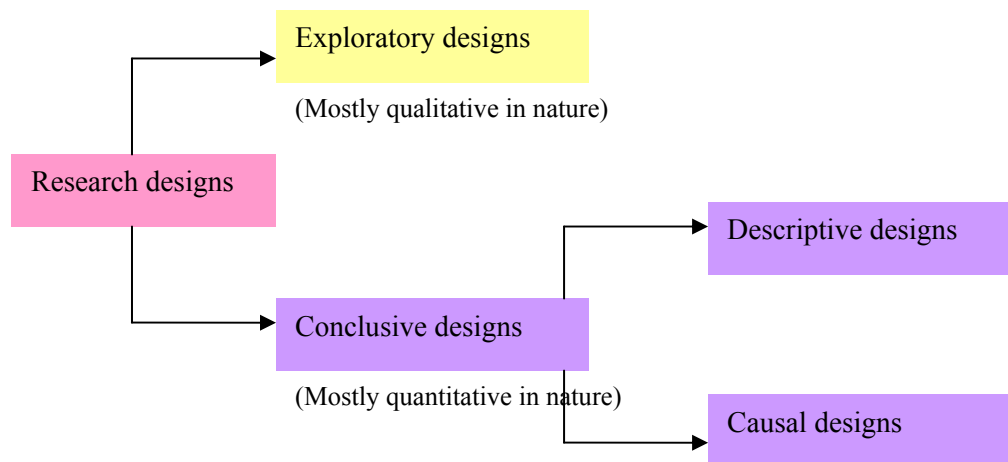 Exploratory designs
(Mostly qualitative in nature)
Research designs
Descriptive designs
Conclusive designs
(Mostly quantitative in nature)
Causal designs